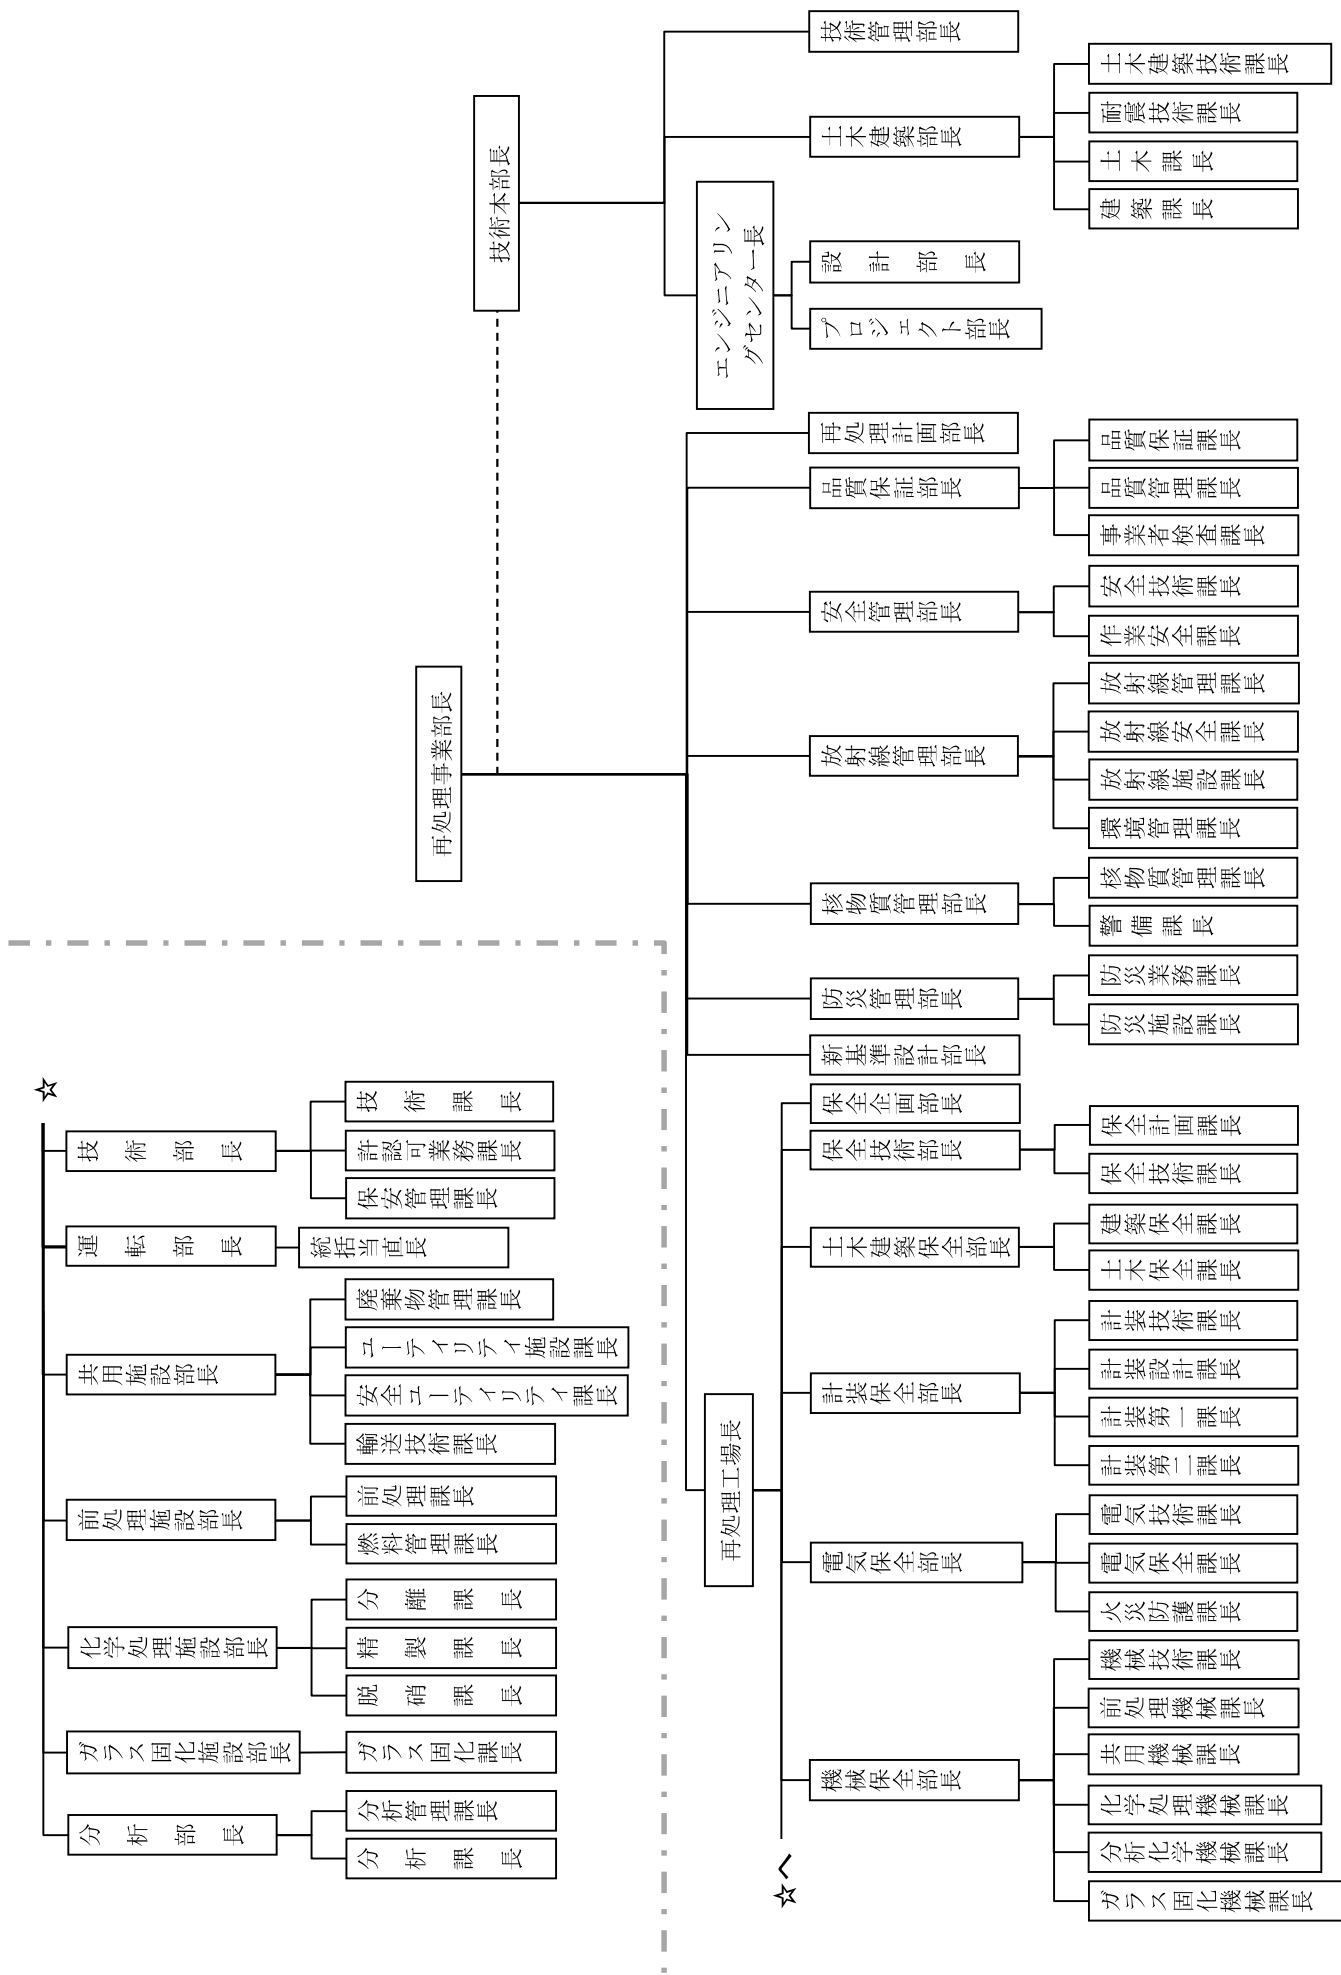 再処理事業部長
技術本部長
技術管理部長
土木建築部長
土木建築技術課長
耐震技術課長
土木課長
建築課長
エンジニアリン
グセンター長
設計部長
プロジェクト部長
再処理計画部長
品質保証部長
品質保証課長
品質管理課長
事業者検査課長
安全管理部長
安全技術課長
作業安全課長
放射線管理部長
放射線管理課長
放射線安全課長
放射線施設課長
環境管理課長
核物質管理部長
核物質管理課長
警備課長
防災管理部長
防災業務課長
防災施設課長
新基準設計部長
再処理工場長
保全企画部長
保全技術部長
保全計画課長
保全技術課長
土木建築保全部長
建築保全課長
土木保全課長
計装保全部長
計装技術課長
計装設計課長
計装第一課長
計装第二課長
電気保全部長
電気技術課長
電気保全課長
火災防護課長
機械保全部長
機械技術課長
前処理機械課長
共用機械課長
化学処理機械課長
分析化学機械課長
ガラス固化機械課長
☆へ
☆
技術部長
技術課長
許認可業務課長
保安管理課長
運転部長
統括当直長
共用施設部長
廃棄物管理課長
ユーティリティ施設課長
安全ユーティリティ課長
輸送技術課長
前処理施設部長
前処理課長
燃料管理課長
化学処理施設部長
分離課長
精製課長
脱硝課長
ガラス固化施設部長
ガラス固化課長
分析部長
分析管理課長
分析課長